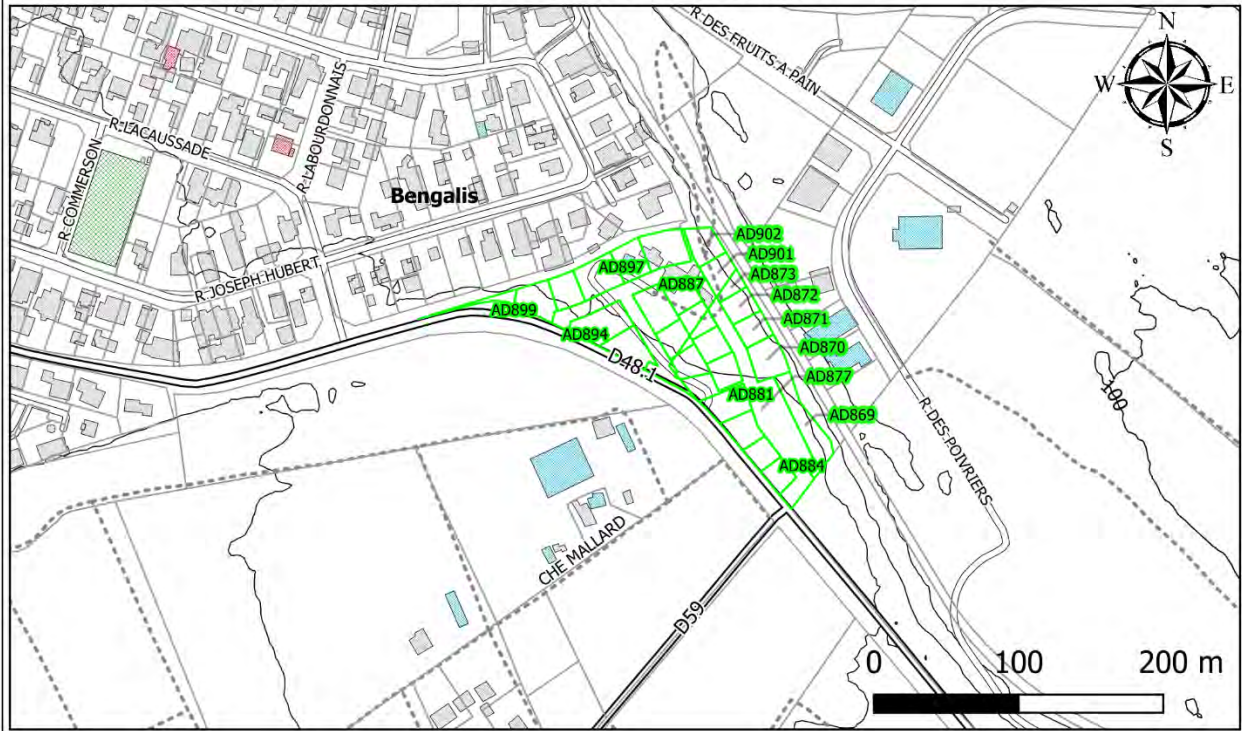 N
W E
S
R·DES·FRUITS·A·PAIN
R·LACAUSSADE
R·LABOURDONNAIS
R·COMMERSON
Bengalis
R·JOSEPH·HUBERT
AD902
AD901
AD897
AD873
AD887
AD872
AD899
AD871
AD894
AD870
D48·1
AD877
AD881
AD869
AD884
100
R·DES·POIVRIERS
CHE MALLARD
D59
0 100 200 m